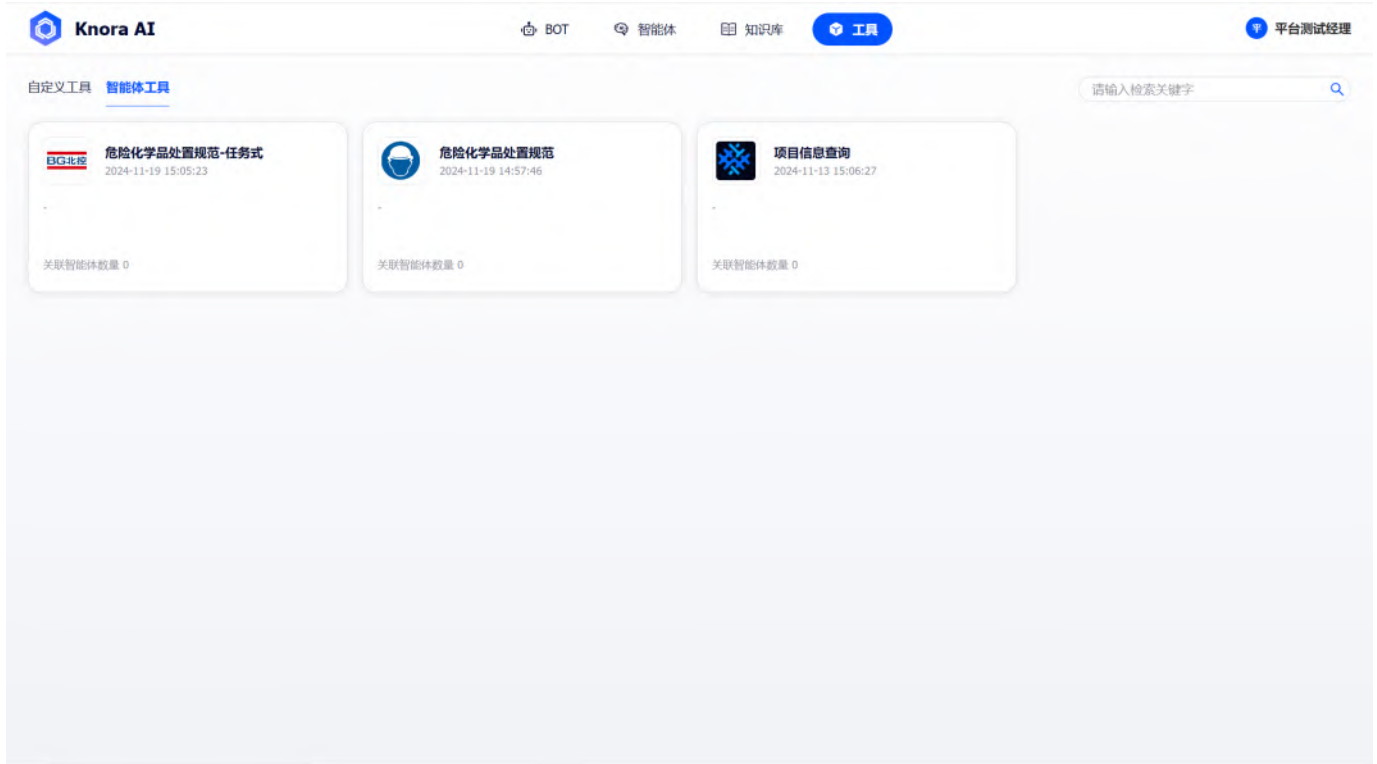 Knora AI
BOT
智能体
知识库
工具
平
平台测试经理
自定义工具
智能体工具
请输入检索关键字
BG北控
危险化学品处置规范-任务式
2024-11-19 15:05:23
-
关联智能体数量 0
危险化学品处置规范
2024-11-19 14:57:46
-
关联智能体数量 0
项目信息查询
2024-11-13 15:06:27
-
关联智能体数量 0